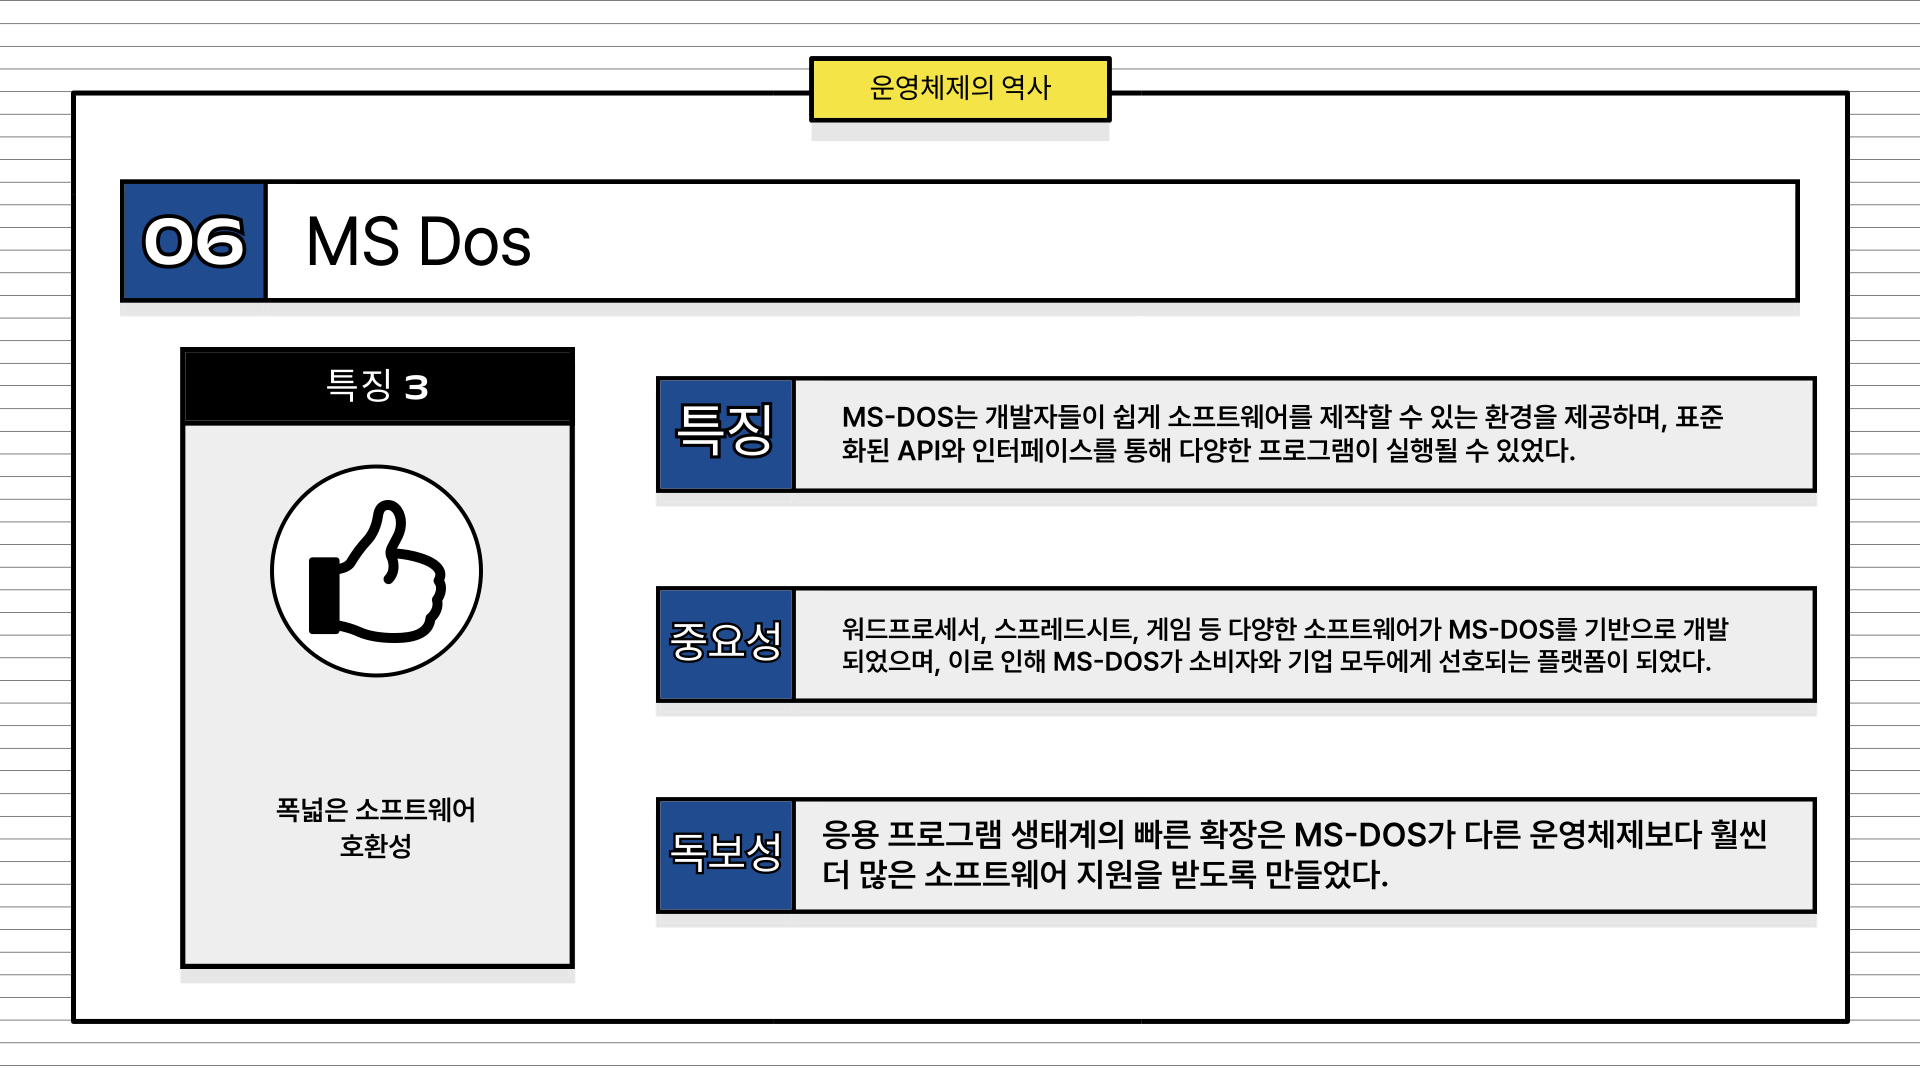 운영체제의 역사
06
MS Dos
특징 3
폭넓은 소프트웨어
호환성
특징
MS-DOS는 개발자들이 쉽게 소프트웨어를 제작할 수 있는 환경을 제공하며, 표준
화된 API와 인터페이스를 통해 다양한 프로그램이 실행될 수 있었다.
중요성
워드프로세서, 스프레드시트, 게임 등 다양한 소프트웨어가 MS-DOS를 기반으로 개발
되었으며, 이로 인해 MS-DOS가 소비자와 기업 모두에게 선호되는 플랫폼이 되었다.
독보성
응용 프로그램 생태계의 빠른 확장은 MS-DOS가 다른 운영체제보다 훨씬
더 많은 소프트웨어 지원을 받도록 만들었다.